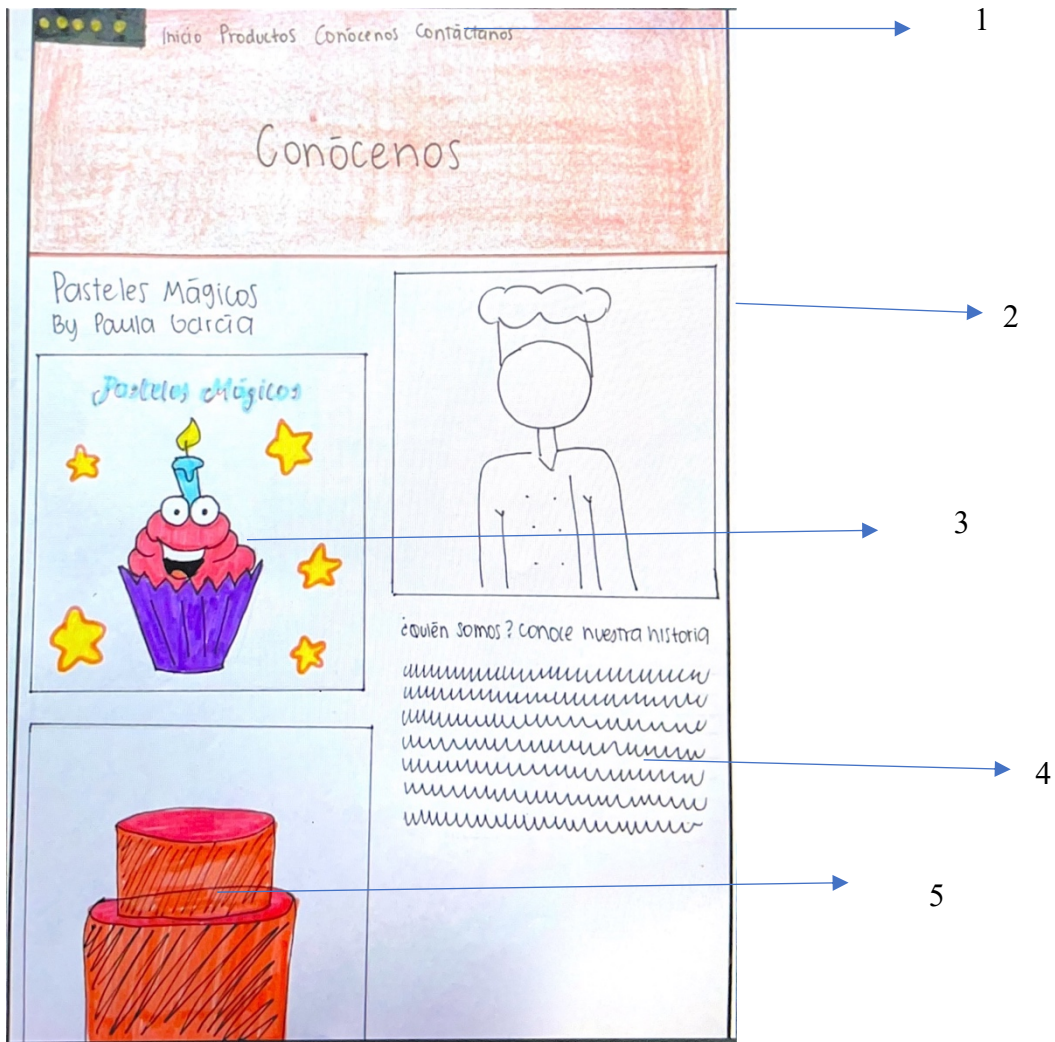 Inicio Productos Conócenos Contáctanos
1
Conócenos
Pasteles Mágicos
By Paula García
2
Pasteles Mágicos
3
¿Quién somos? Conoce nuestra historia
4
5